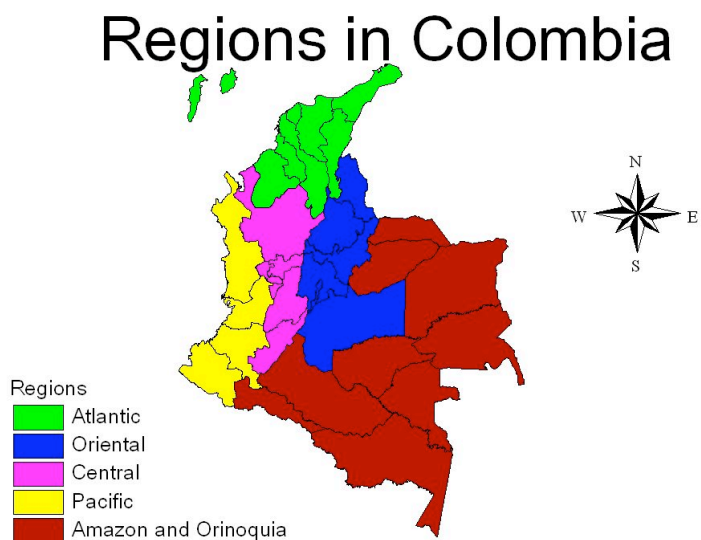 Regions in Colombia
N
W E
S
Regions
Atlantic
Oriental
Central
Pacific
Amazon and Orinoquia